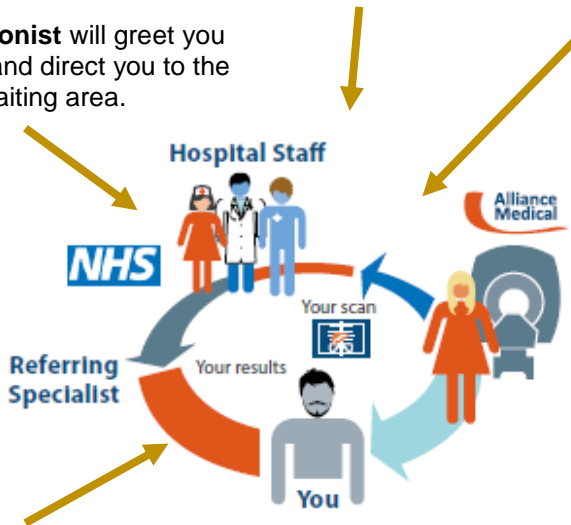 onist will greet you
and direct you to the
aiting area.
Hospital Staff
Alliance
Medical
NHS
Your scan
Referring
Specialist
Your results
You